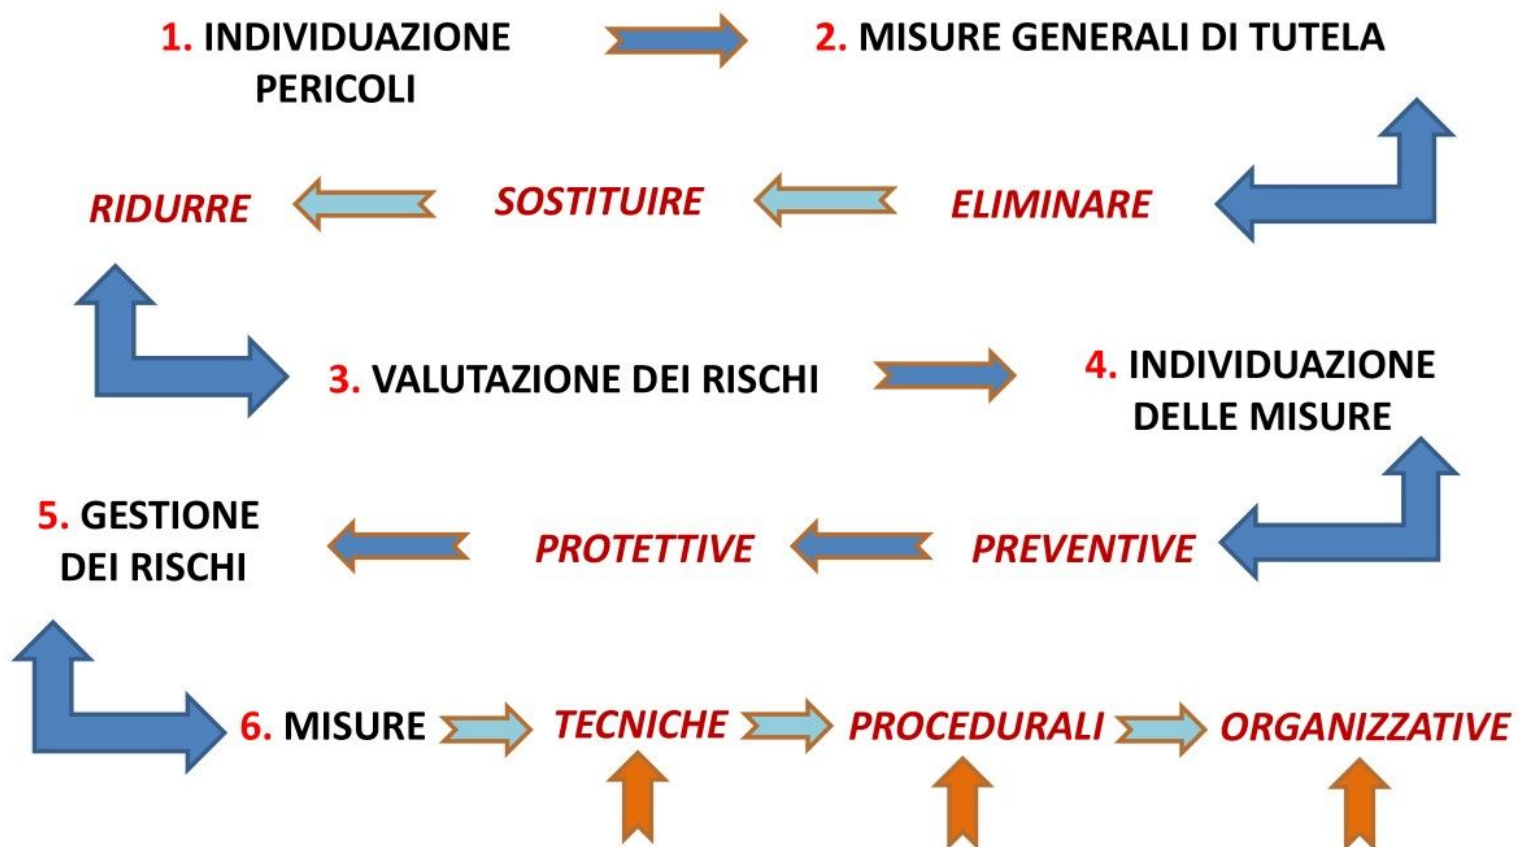 1. INDIVIDUAZIONE
PERICOLI
2. MISURE GENERALI DI TUTELA
RIDURRE
SOSTITUIRE
ELIMINARE
3. VALUTAZIONE DEI RISCHI
4. INDIVIDUAZIONE
DELLE MISURE
5. GESTIONE
DEI RISCHI
PROTETTIVE
PREVENTIVE
6. MISURE
TECNICHE
PROCEDURALI
ORGANIZZATIVE